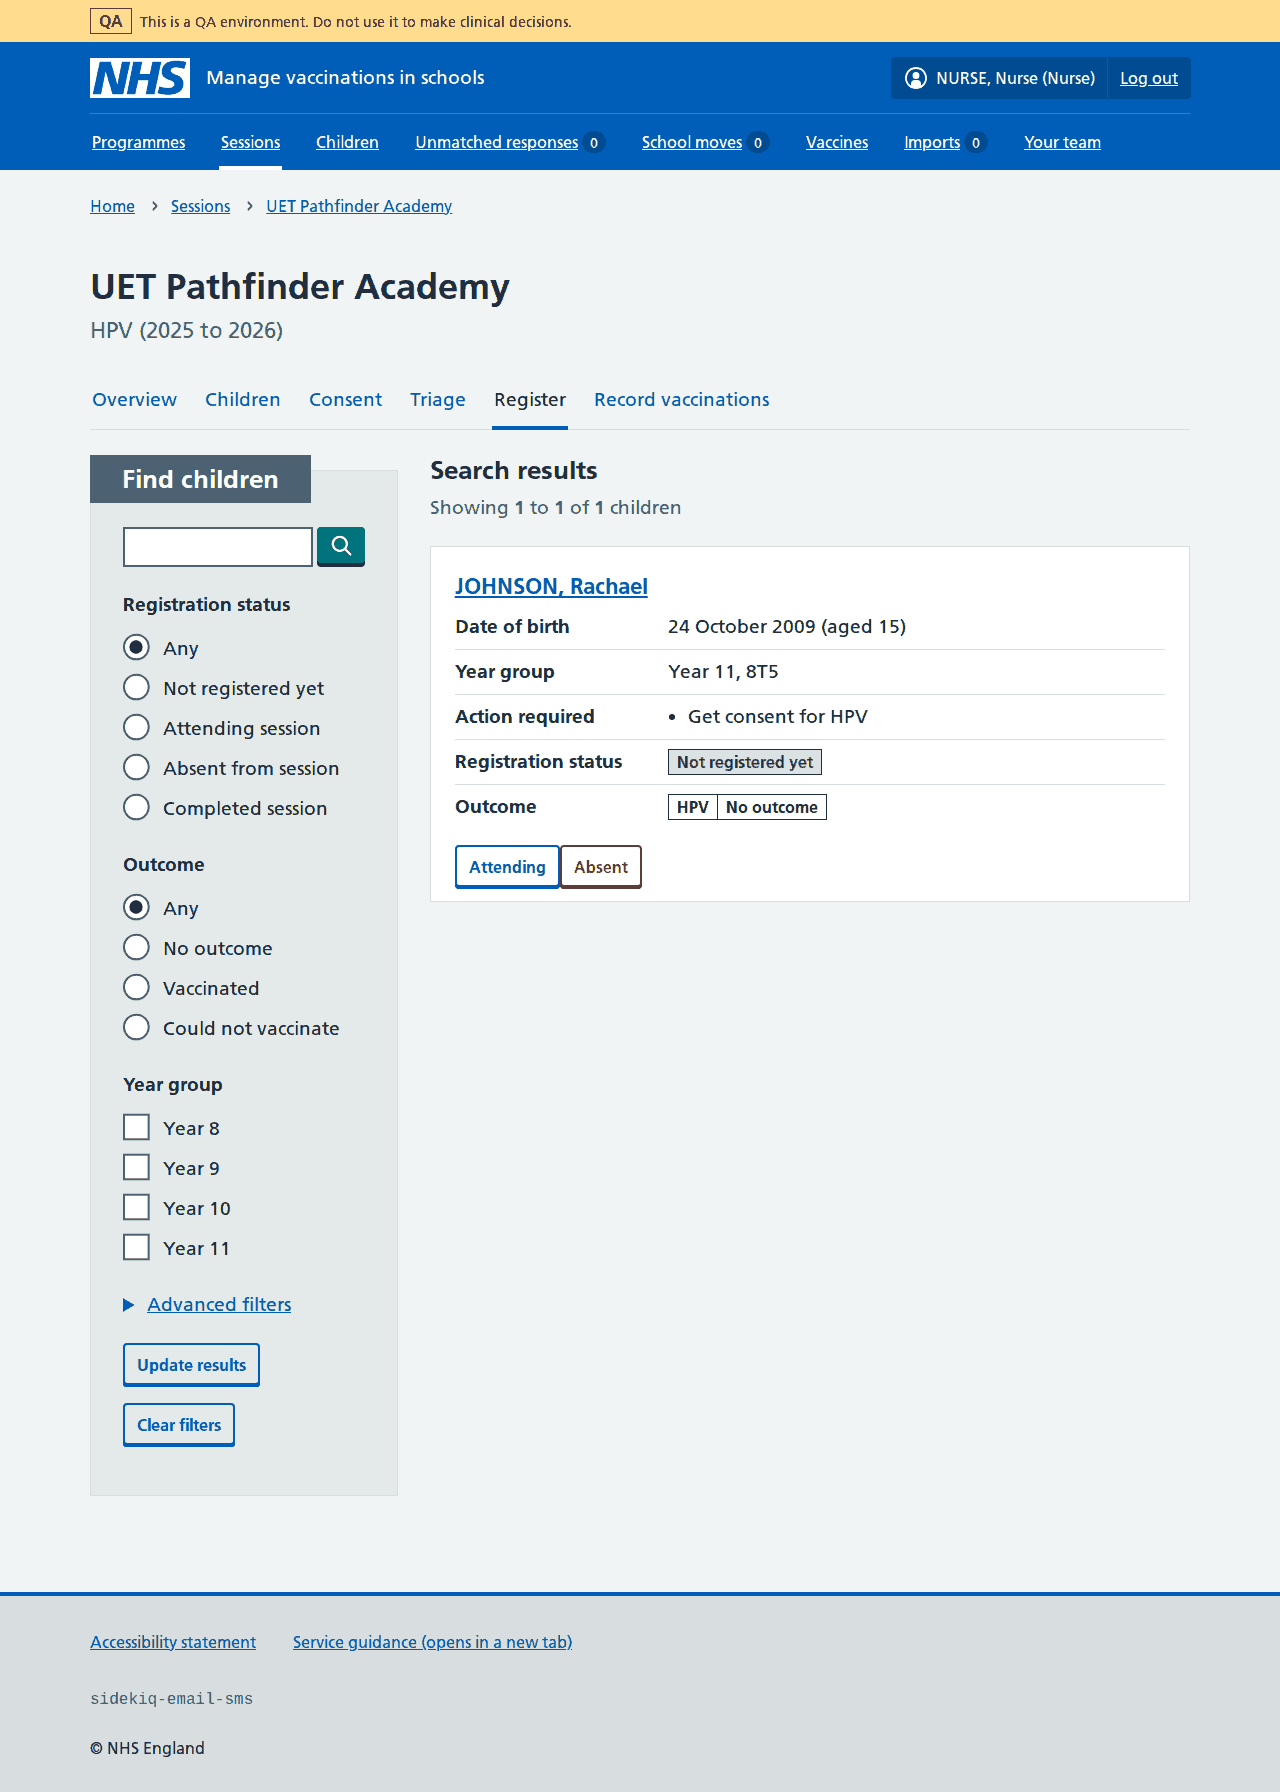 QA This is a QA environment. Do not use it to make clinical decisions.
NHS Manage vaccinations in schools NURSE, Nurse (Nurse) Log out
Programmes Sessions Children Unmatched responses 0 School moves 0 Vaccines Imports 0 Your team
Home Sessions UET Pathfinder Academy
UET Pathfinder Academy
HPV (2025 to 2026)
Overview Children Consent Triage Register Record vaccinations
Find children
Registration status
Any
Not registered yet
Attending session
Absent from session
Completed session
Outcome
Any
No outcome
Vaccinated
Could not vaccinate
Year group
Year 8
Year 9
Year 10
Year 11
Advanced filters
Update results
Clear filters
Search results
Showing 1 to 1 of 1 children
JOHNSON, Rachael
Date of birth 24 October 2009 (aged 15)
Year group Year 11, 8T5
Action required • Get consent for HPV
Registration status Not registered yet
Outcome HPV No outcome
Attending Absent
Accessibility statement Service guidance (opens in a new tab)
sidekiq-email-sms
© NHS England